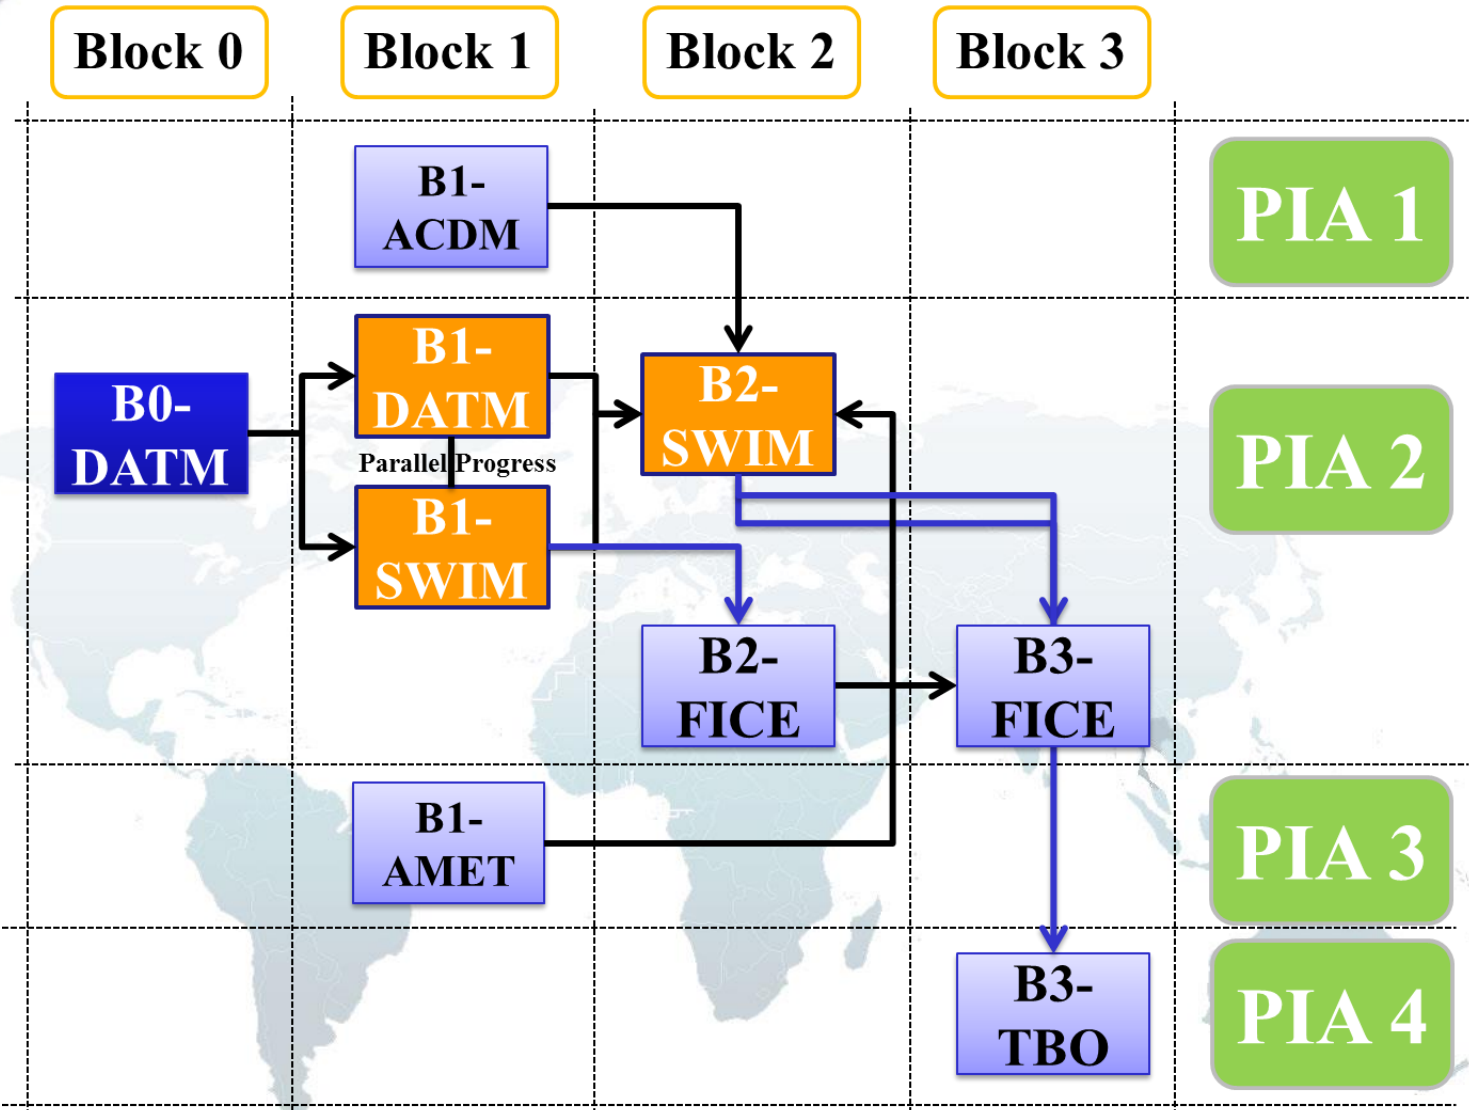 Block 0
Block 1
Block 2
Block 3
B1-
ACDM
PIA 1
B0-
DATM
B1-
DATM
Parallel Progress
B1-
SWIM
B2-
SWIM
B2-
FICE
B3-
FICE
PIA 2
B1-
AMET
PIA 3
B3-
TBO
PIA 4